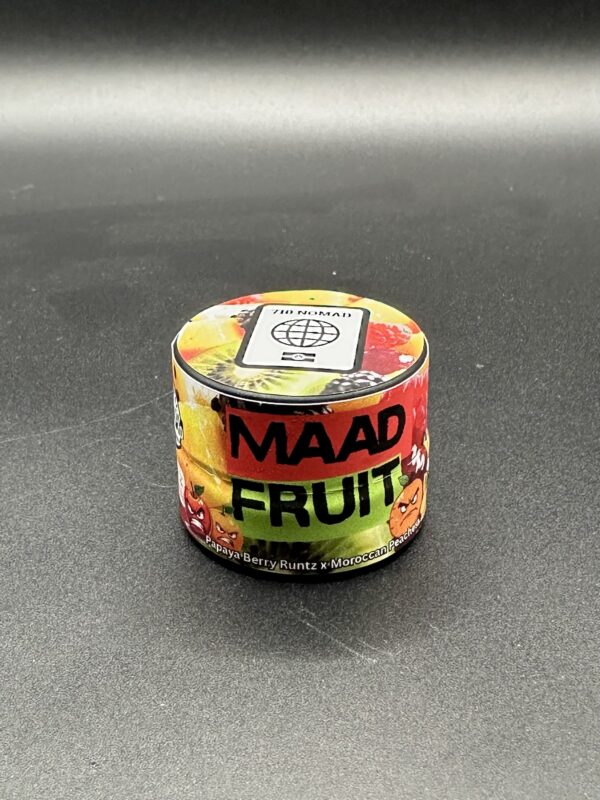 710 NOMAD
MAAD
FRUIT
Papaya Berry Runtz x Moroccan Peaches